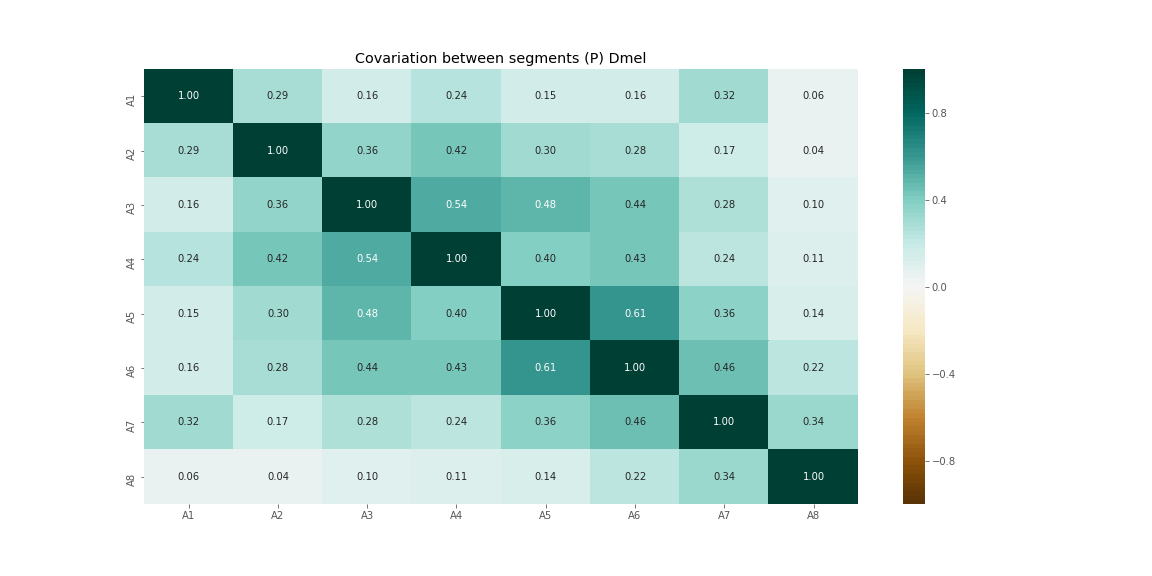 Covariation between segments (P) Dmel
A1 1.00 0.29 0.16 0.24 0.15 0.16 0.32 0.06
A2 0.29 1.00 0.36 0.42 0.30 0.28 0.17 0.04
A3 0.16 0.36 1.00 0.54 0.48 0.44 0.28 0.10
A4 0.24 0.42 0.54 1.00 0.40 0.43 0.24 0.11
A5 0.15 0.30 0.48 0.40 1.00 0.61 0.36 0.14
A6 0.16 0.28 0.44 0.43 0.61 1.00 0.46 0.22
A7 0.32 0.17 0.28 0.24 0.36 0.46 1.00 0.34
A8 0.06 0.04 0.10 0.11 0.14 0.22 0.34 1.00
A1 A2 A3 A4 A5 A6 A7 A8
0.8
0.4
0.0
−0.4
−0.8